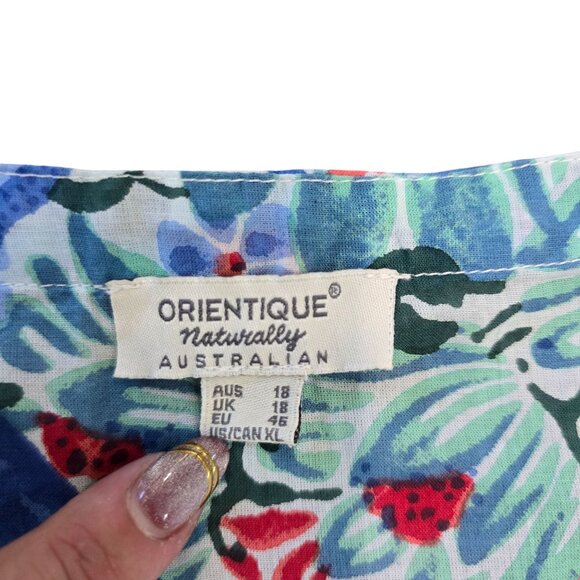 ORIENTIQUE®
naturally
AUSTRALIAN
AUS 18
UK 18
EU 46
US/CAN XL